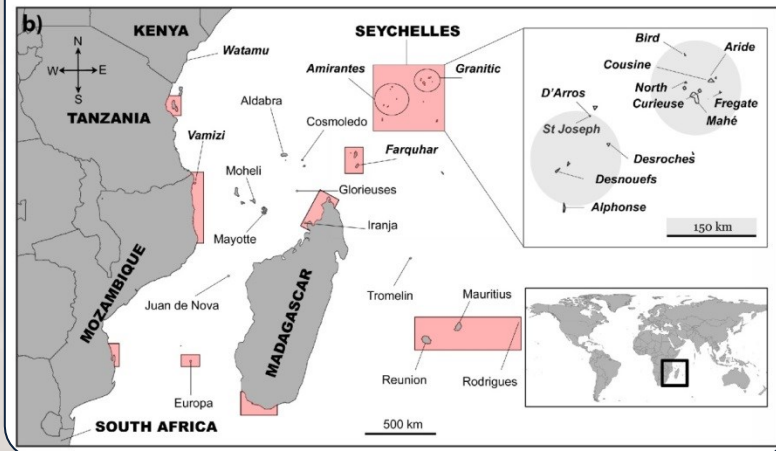 b)
KENYA
SEYCHELLES
N
W E
S
Watamu
Amirantes
Granitic
TANZANIA
Vamizi
Aldabra
Cosmoledo
Farquhar
Moheli
Glorieuses
Iranja
Mayotte
MOZAMBIQUE
Juan de Nova
MADAGASCAR
Tromelin
Mauritius
Reunion
Rodrigues
Europa
SOUTH AFRICA
500 km
Bird
Aride
Cousine
North
Curieuse
Fregate
Mahé
D'Arros
St Joseph
Desroches
Desnouefs
Alphonse
150 km